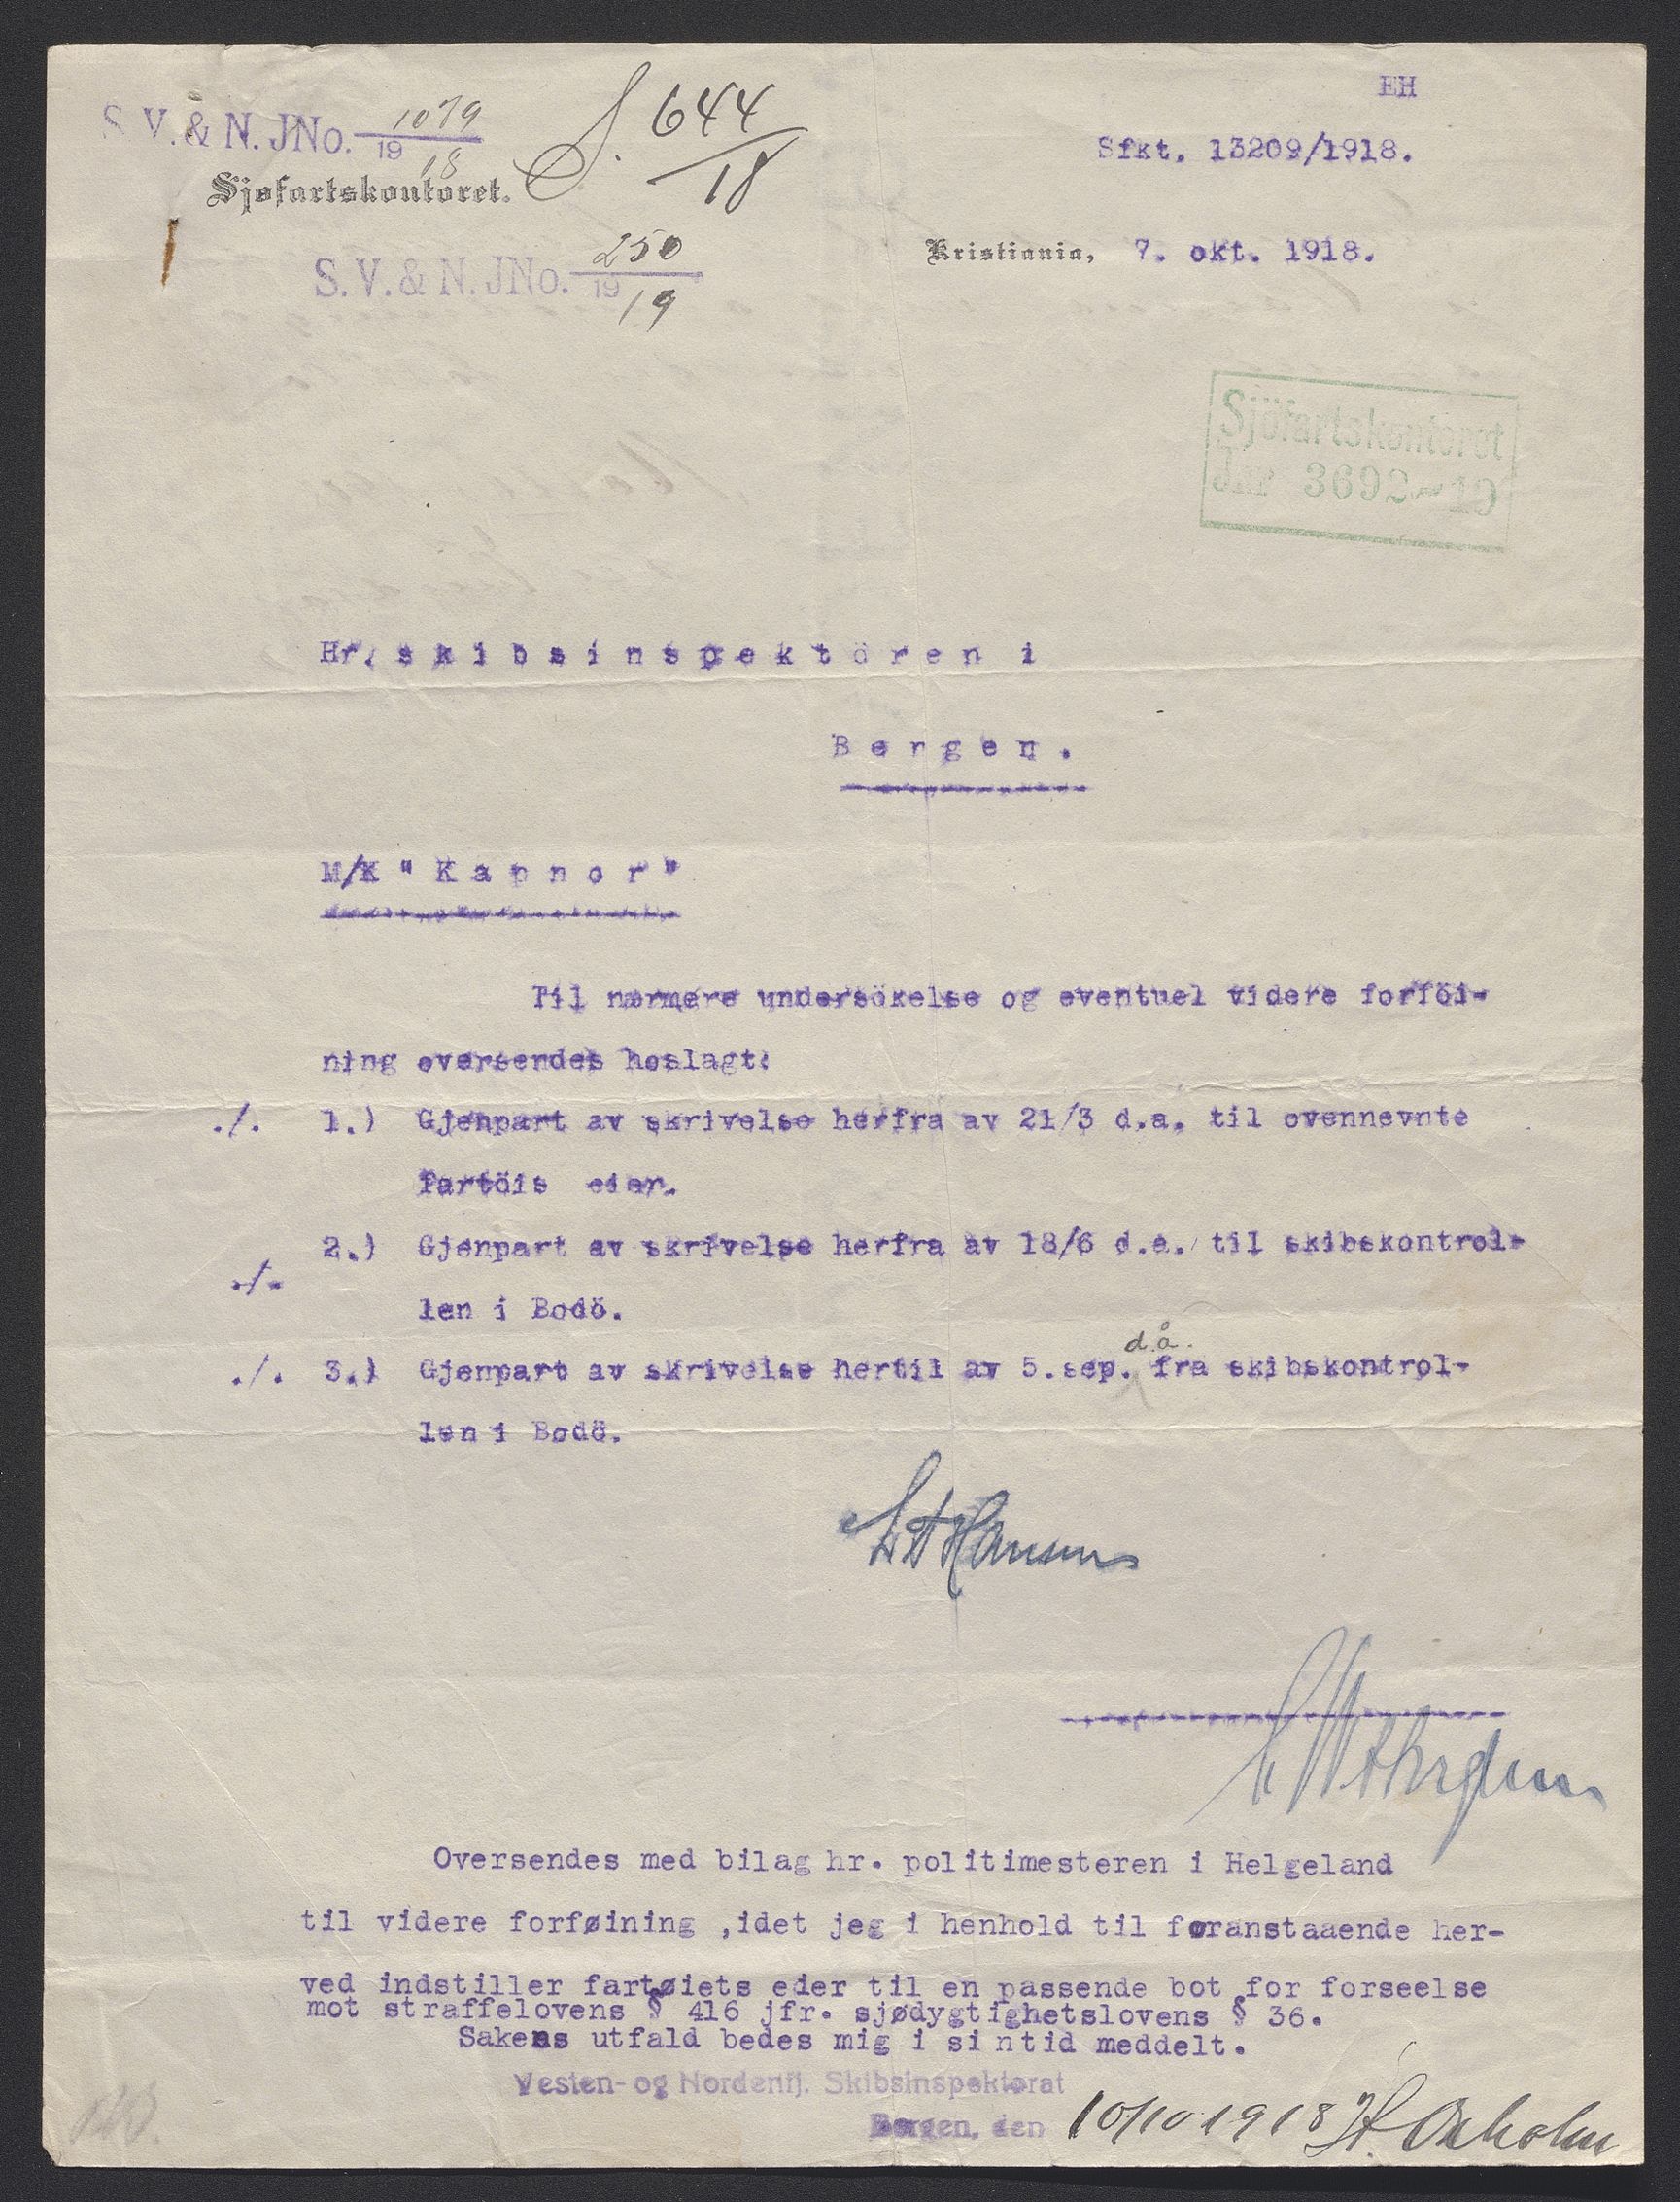 EH
S. V. & N. JNo. 1079
1918
S. 644
18
Sfkt. 13209/1918.
Sjøfartskontoret.
Kristiania, 7. okt. 1918.
S. V. & N. JNo. 250
1919
Sjöfartskontoret
Jnr 3692-19
Hr. skibsinspektören i
Bergen.
M/K "Kapnor"
Til nærmere undersökelse og eventuel videre forföi-
ning oversendes hoslagt:
./. 1.) Gjenpart av skrivelse herfra av 21/3 d.a. til ovennevnte
fartöis eier.
./. 2.) Gjenpart av skrivelse herfra av 18/6 d.a. til skibskontrol-
len i Bodö.
d.å.
./. 3.) Gjenpart av skrivelse hertil av 5.sep. fra skibskontrol-
len i Bodö.
Hansen
Oversendes med bilag hr. politimesteren i Helgeland
til videre forføining ,idet jeg i henhold til foranstaaende her-
ved indstiller fartøiets eier til en passende bot for forseelse
mot straffelovens § 416 jfr. sjødygtighetslovens § 36.
Sakens utfald bedes mig i sin tid meddelt.
Vesten- og Nordenfj. Skibsinspektorat
Bergen, den 10/10 1918